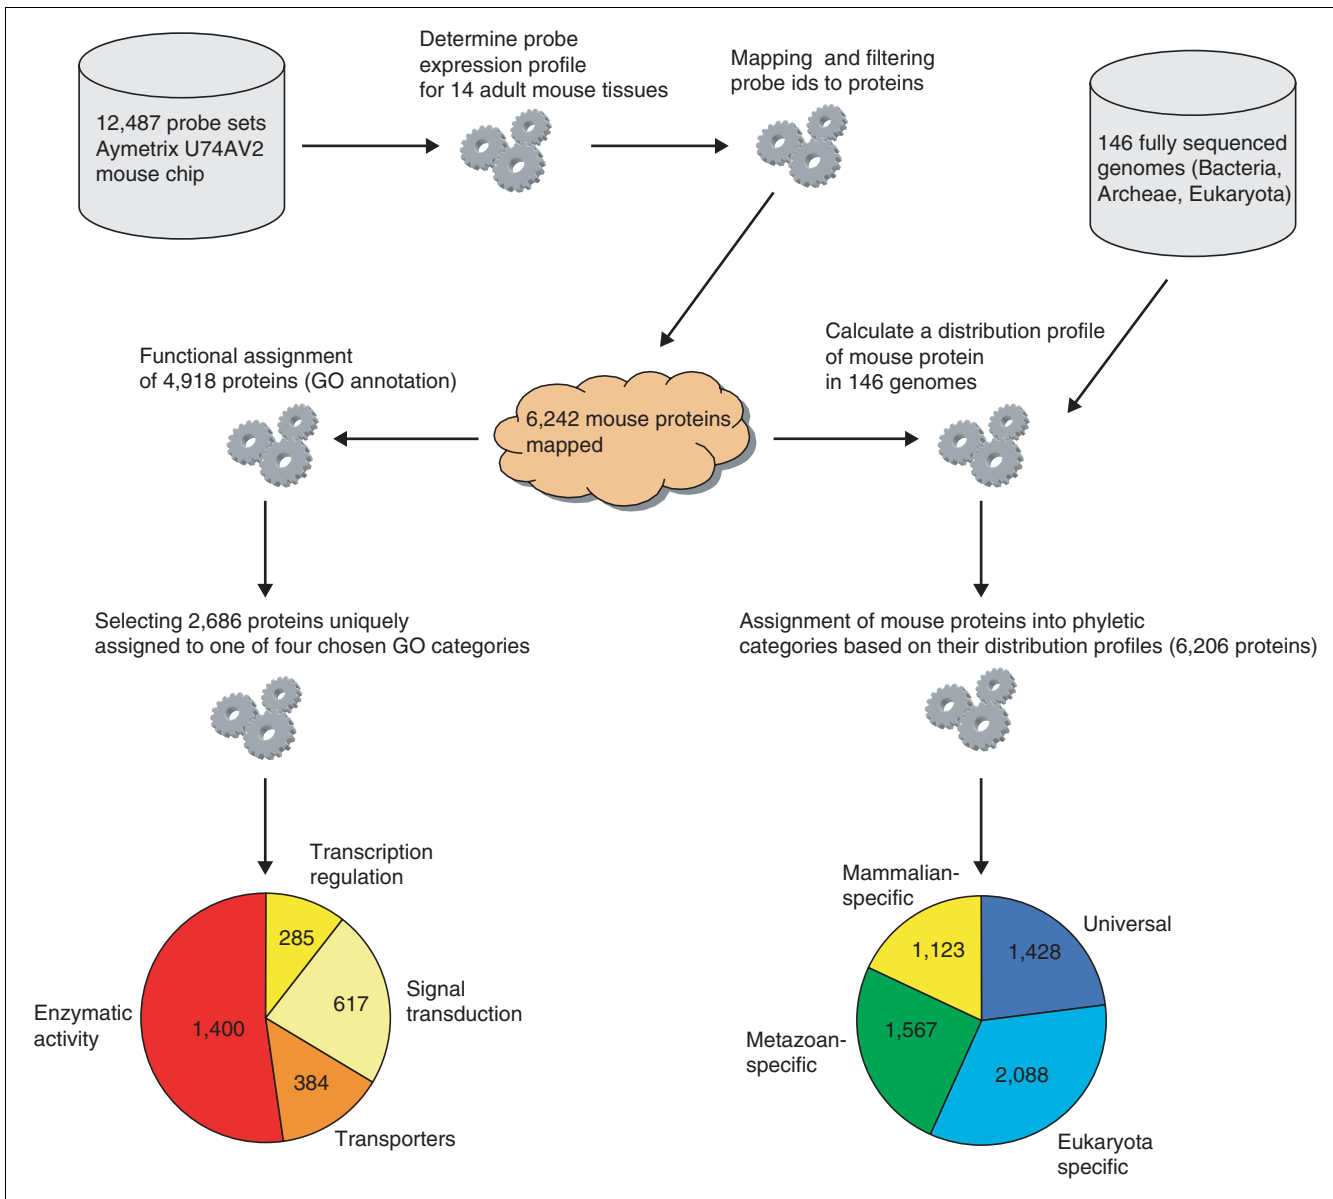 12,487 probe sets
Aymetrix U74AV2
mouse chip
Determine probe
expression profile
for 14 adult mouse tissues
Mapping and filtering
probe ids to proteins
146 fully sequenced
genomes (Bacteria,
Archeae, Eukaryota)
Functional assignment
of 4,918 proteins (GO annotation)
6,242 mouse proteins
mapped
Calculate a distribution profile
of mouse protein
in 146 genomes
Selecting 2,686 proteins uniquely
assigned to one of four chosen GO categories
Assignment of mouse proteins into phyletic
categories based on their distribution profiles (6,206 proteins)
Transcription
regulation
285
Signal
transduction
617
Enzymatic
activity
1,400
384
Transporters
Mammalian-
specific
1,123
Universal
1,428
Metazoan-
specific
1,567
2,088
Eukaryota
specific